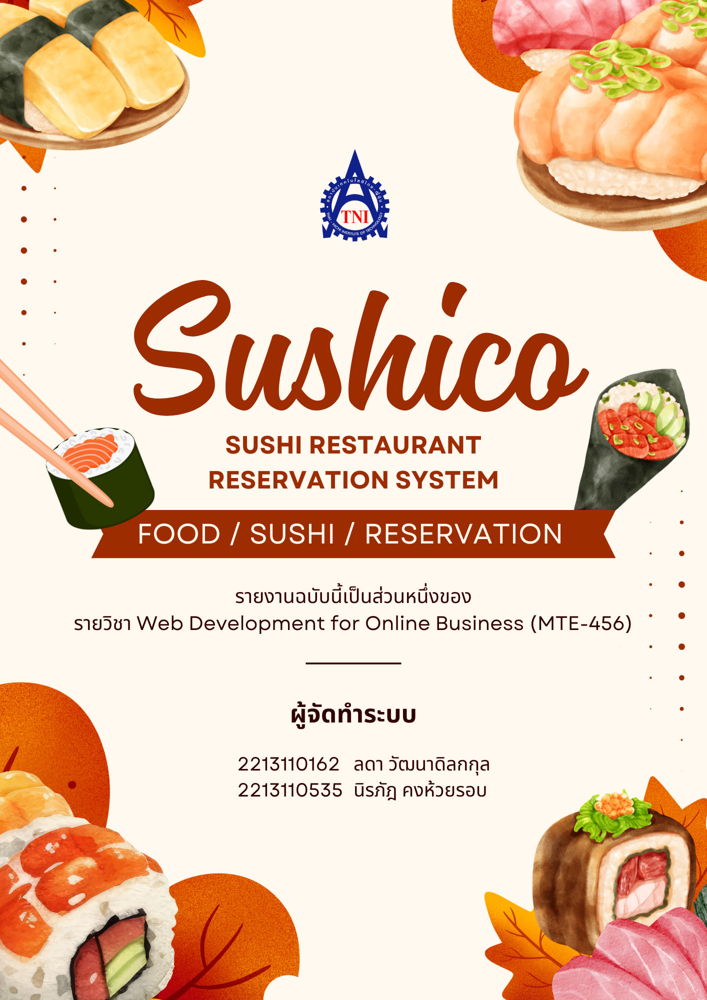 สถาบันเทคโนโลยีไทย-ญี่ปุ่น
TNI
THAI - NICHI INSTITUTE OF TECHNOLOGY
Sushico
SUSHI RESTAURANT
RESERVATION SYSTEM
FOOD / SUSHI / RESERVATION
รายงานฉบับนี้เป็นส่วนหนึ่งของ
รายวิชา Web Development for Online Business (MTE-456)
ผู้จัดทำระบบ
2213110162 ลดา วัฒนาดิลกกุล
2213110535 นิรภัฎ คงห้วยรอบ